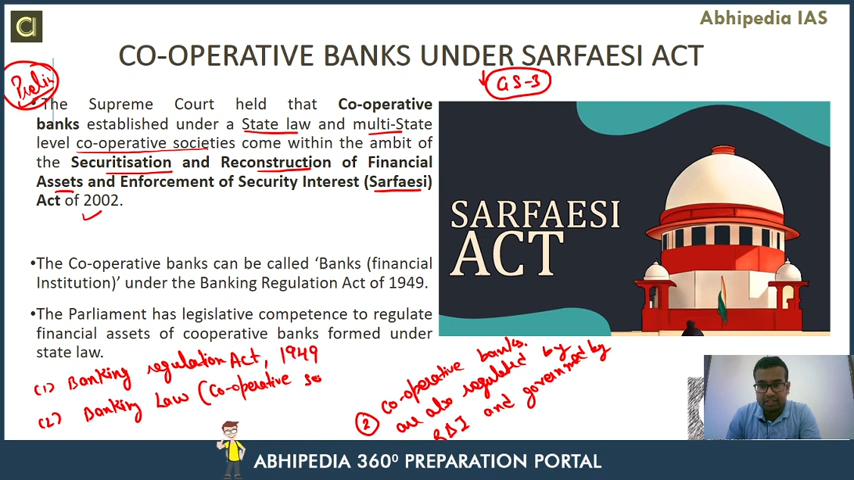 Abhipedia IAS
CO-OPERATIVE BANKS UNDER SARFAESI ACT
Prelim
GS-3
The Supreme Court held that Co-operative
banks established under a State law and multi-State
level co-operative societies come within the ambit of
the Securitisation and Reconstruction of Financial
Assets and Enforcement of Security Interest (Sarfaesi)
Act of 2002.
SARFAESI
ACT
•The Co-operative banks can be called ‘Banks (financial
Institution)’ under the Banking Regulation Act of 1949.
•The Parliament has legislative competence to regulate
financial assets of cooperative banks formed under
state law.
(1) Banking regulation Act, 1949
(2) Banking Law (Co-operative so
② Co-operative banks.
are also regulated by
RBI and governed by
ABHIPEDIA 360⁰ PREPARATION PORTAL